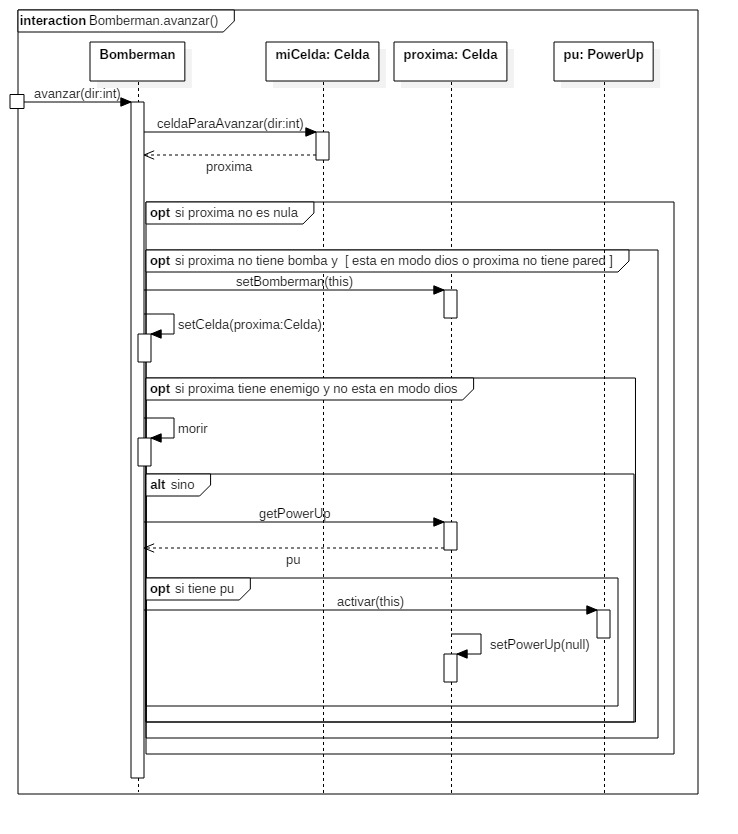 interaction Bomberman.avanzar()
Bomberman
miCelda: Celda
proxima: Celda
pu: PowerUp
avanzar(dir:int)
celdaParaAvanzar(dir:int)
proxima
opt si proxima no es nula
opt si proxima no tiene bomba y [ esta en modo dios o proxima no tiene pared ]
setBomberman(this)
setCelda(proxima:Celda)
opt si proxima tiene enemigo y no esta en modo dios
morir
alt sino
getPowerUp
pu
opt si tiene pu
activar(this)
setPowerUp(null)